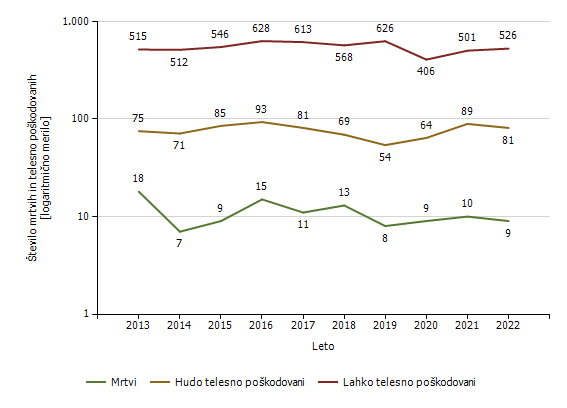 Število mrtvih in telesno poškodovanih
[logaritmično merilo]
1.000
100
10
1
515 512 546 628 613 568 626 406 501 526
75 71 85 93 81 69 54 64 89 81
18 7 9 15 11 13 8 9 10 9
2013 2014 2015 2016 2017 2018 2019 2020 2021 2022
Leto
Mrtvi Hudo telesno poškodovani Lahko telesno poškodovani